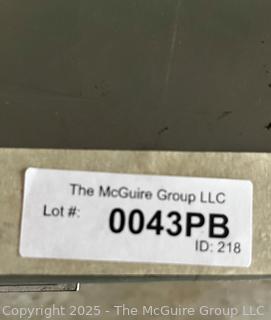 The McGuire Group LLC
Lot #: 0043PB
ID: 218
Copyright 2025 - The McGuire Group LLC